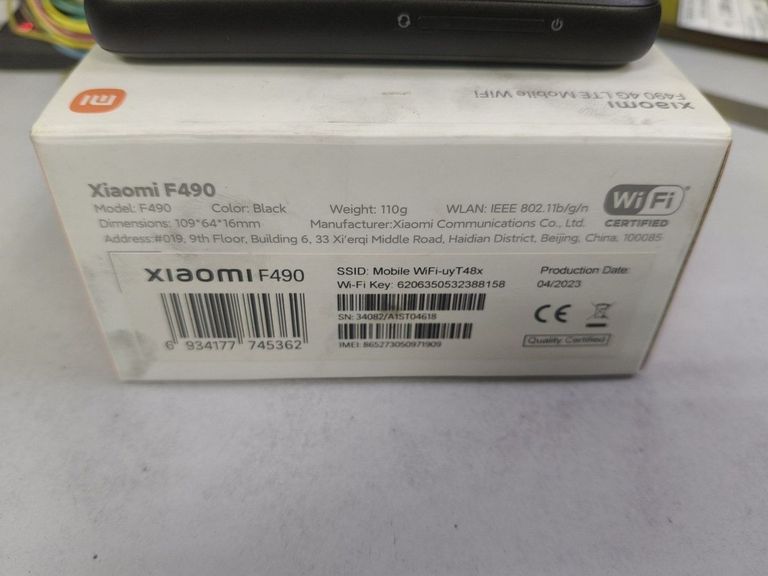 xiaomi
F490 4G LTE Mobile WiFi
Xiaomi F490
Model: F490 Color: Black Weight: 110g WLAN: IEEE 802.11b/g/n
Dimensions: 109*64*16mm Manufacturer:Xiaomi Communications Co., Ltd.
Address:#019, 9th Floor, Building 6, 33 Xi'erqi Middle Road, Haidian District, Beijing, China, 100085
Wi Fi
CERTIFIED
xiaomi F490
6 934177 745362
SSID: Mobile WiFi-uyT48x
Wi-Fi Key: 6206350532388158
SN: 34082/A1ST04618
IMEI: 865273050971909
Production Date:
04/2023
CE
Quality Certified